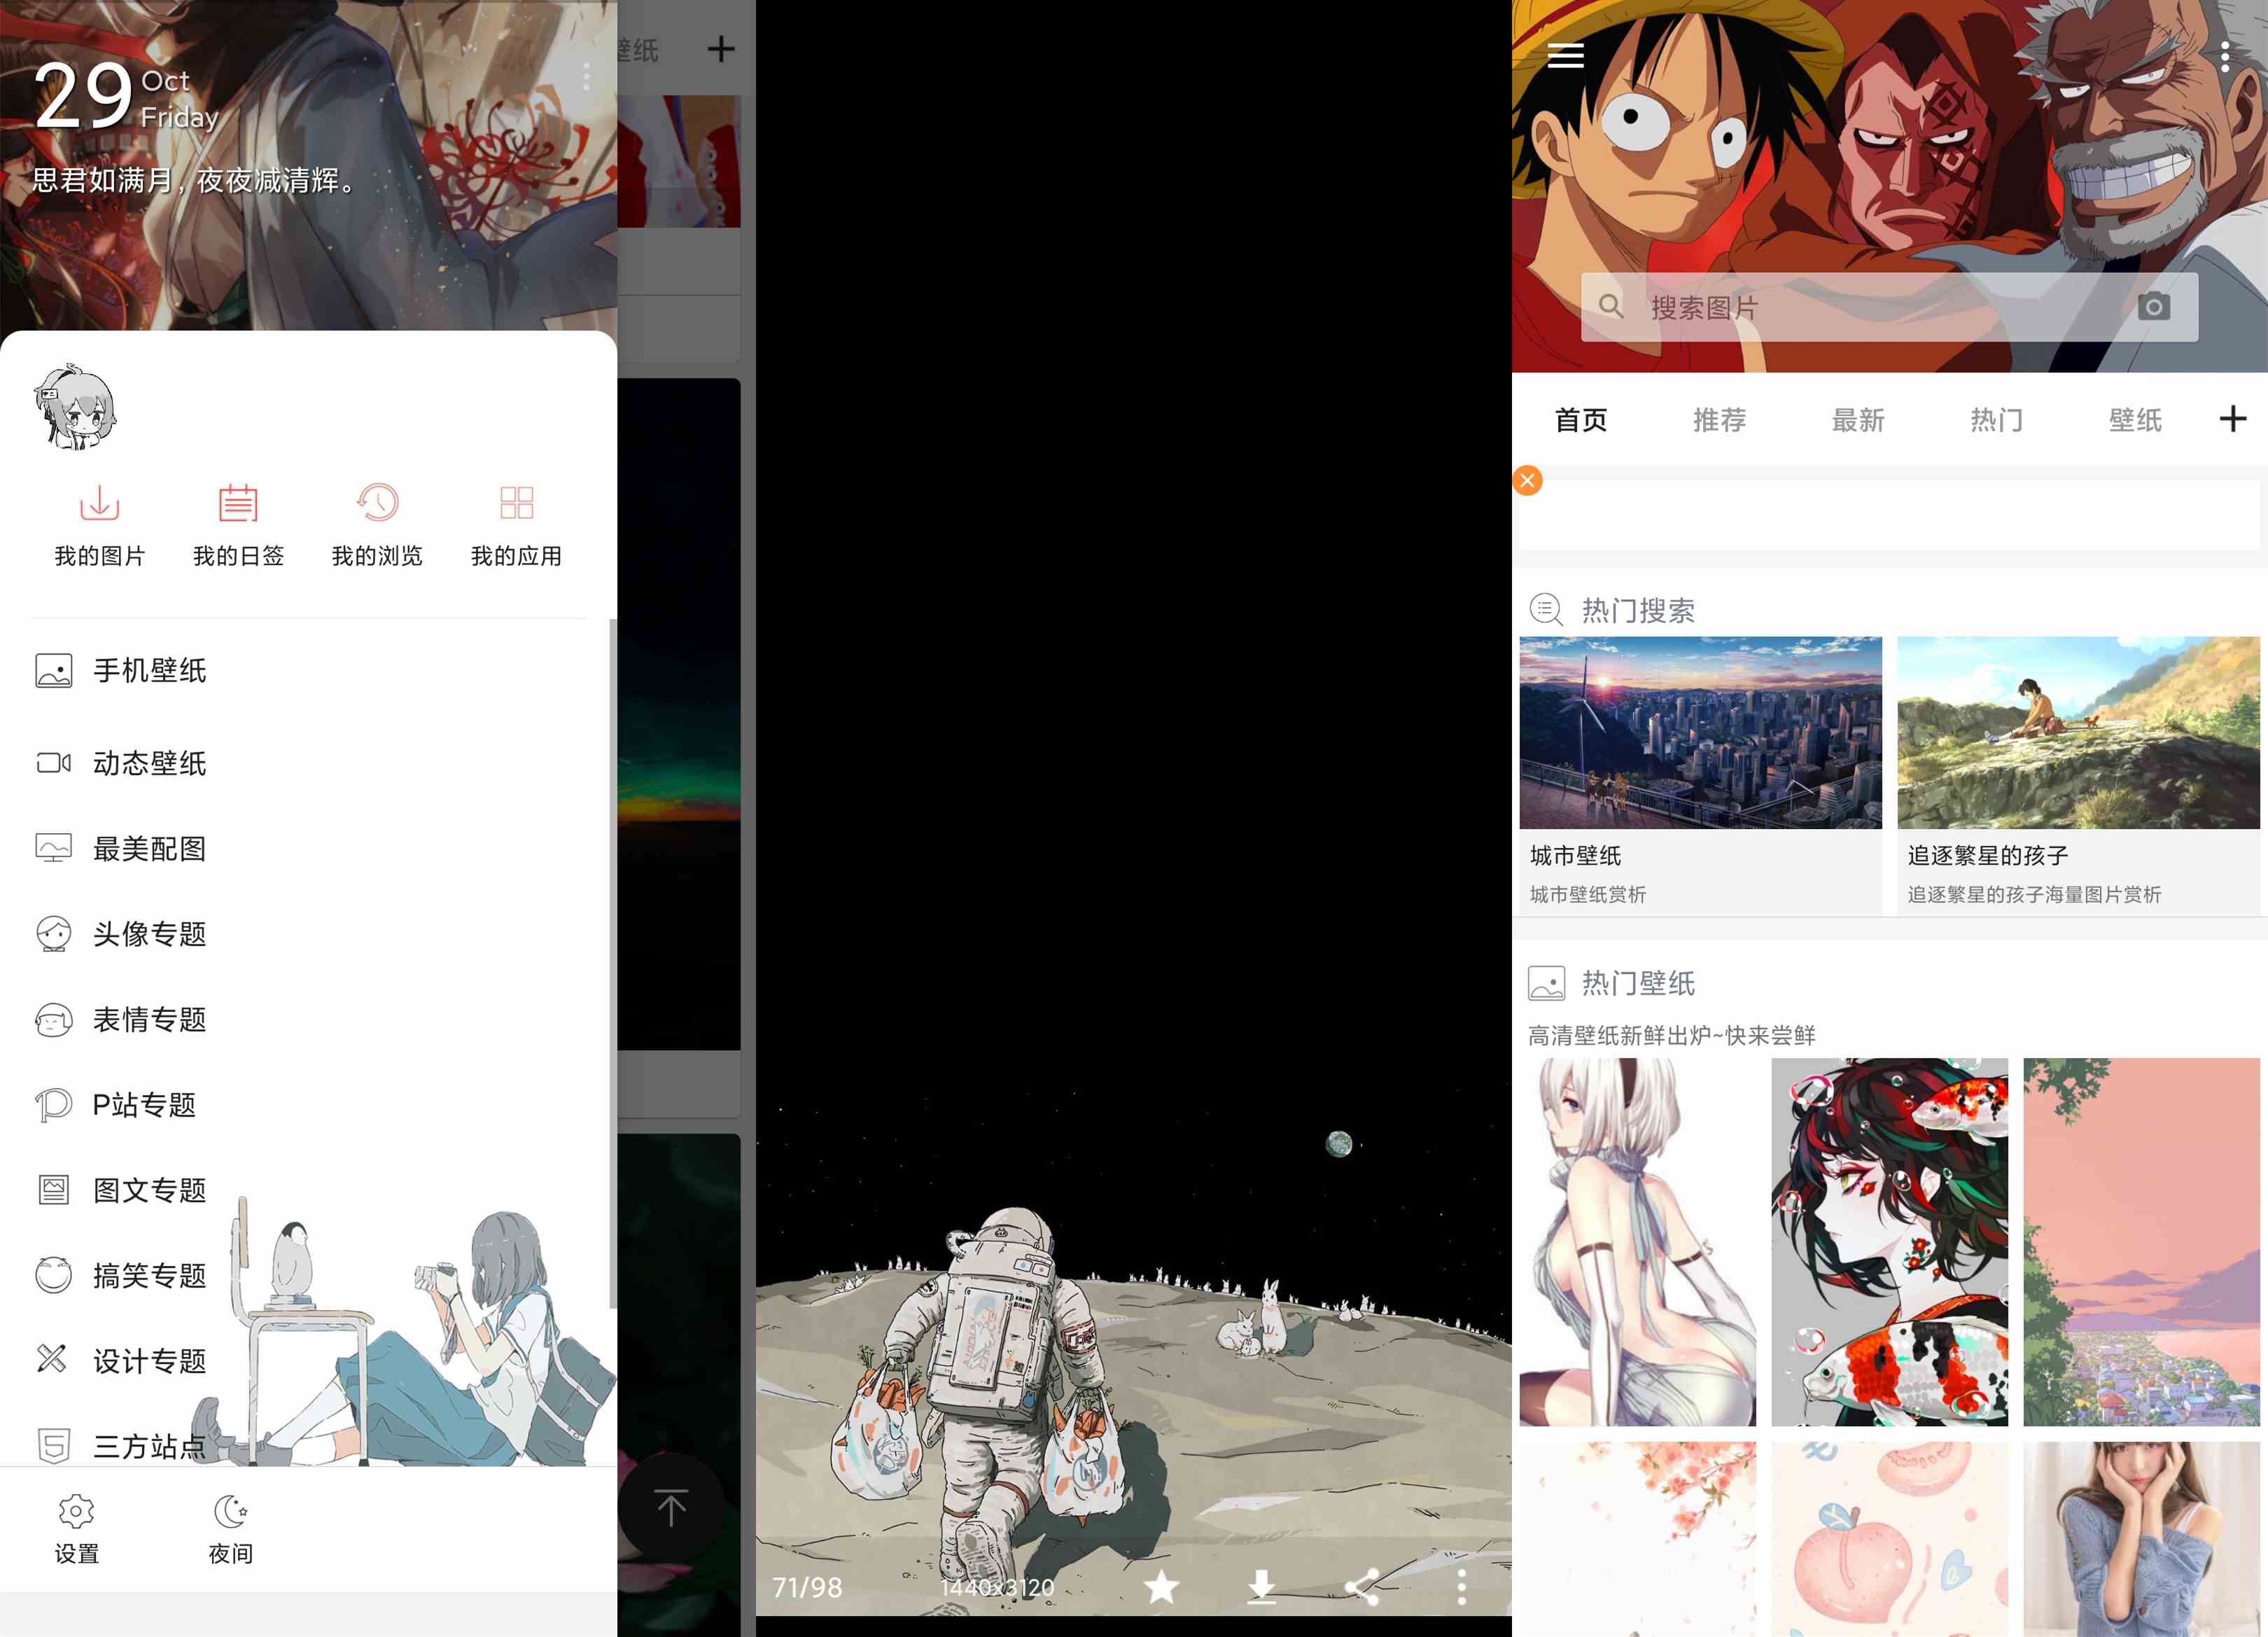 29
Oct
Friday
思君如满月，夜夜减清辉。
我的图片
我的日签
我的浏览
我的应用
手机壁纸
动态壁纸
最美配图
头像专题
表情专题
P站专题
图文专题
搞笑专题
设计专题
三方站点
设置
夜间
壁纸
71/98
1440x3120
搜索图片
首页
推荐
最新
热门
壁纸
热门搜索
城市壁纸
城市壁纸赏析
追逐繁星的孩子
追逐繁星的孩子海量图片赏析
热门壁纸
高清壁纸新鲜出炉~快来尝鲜